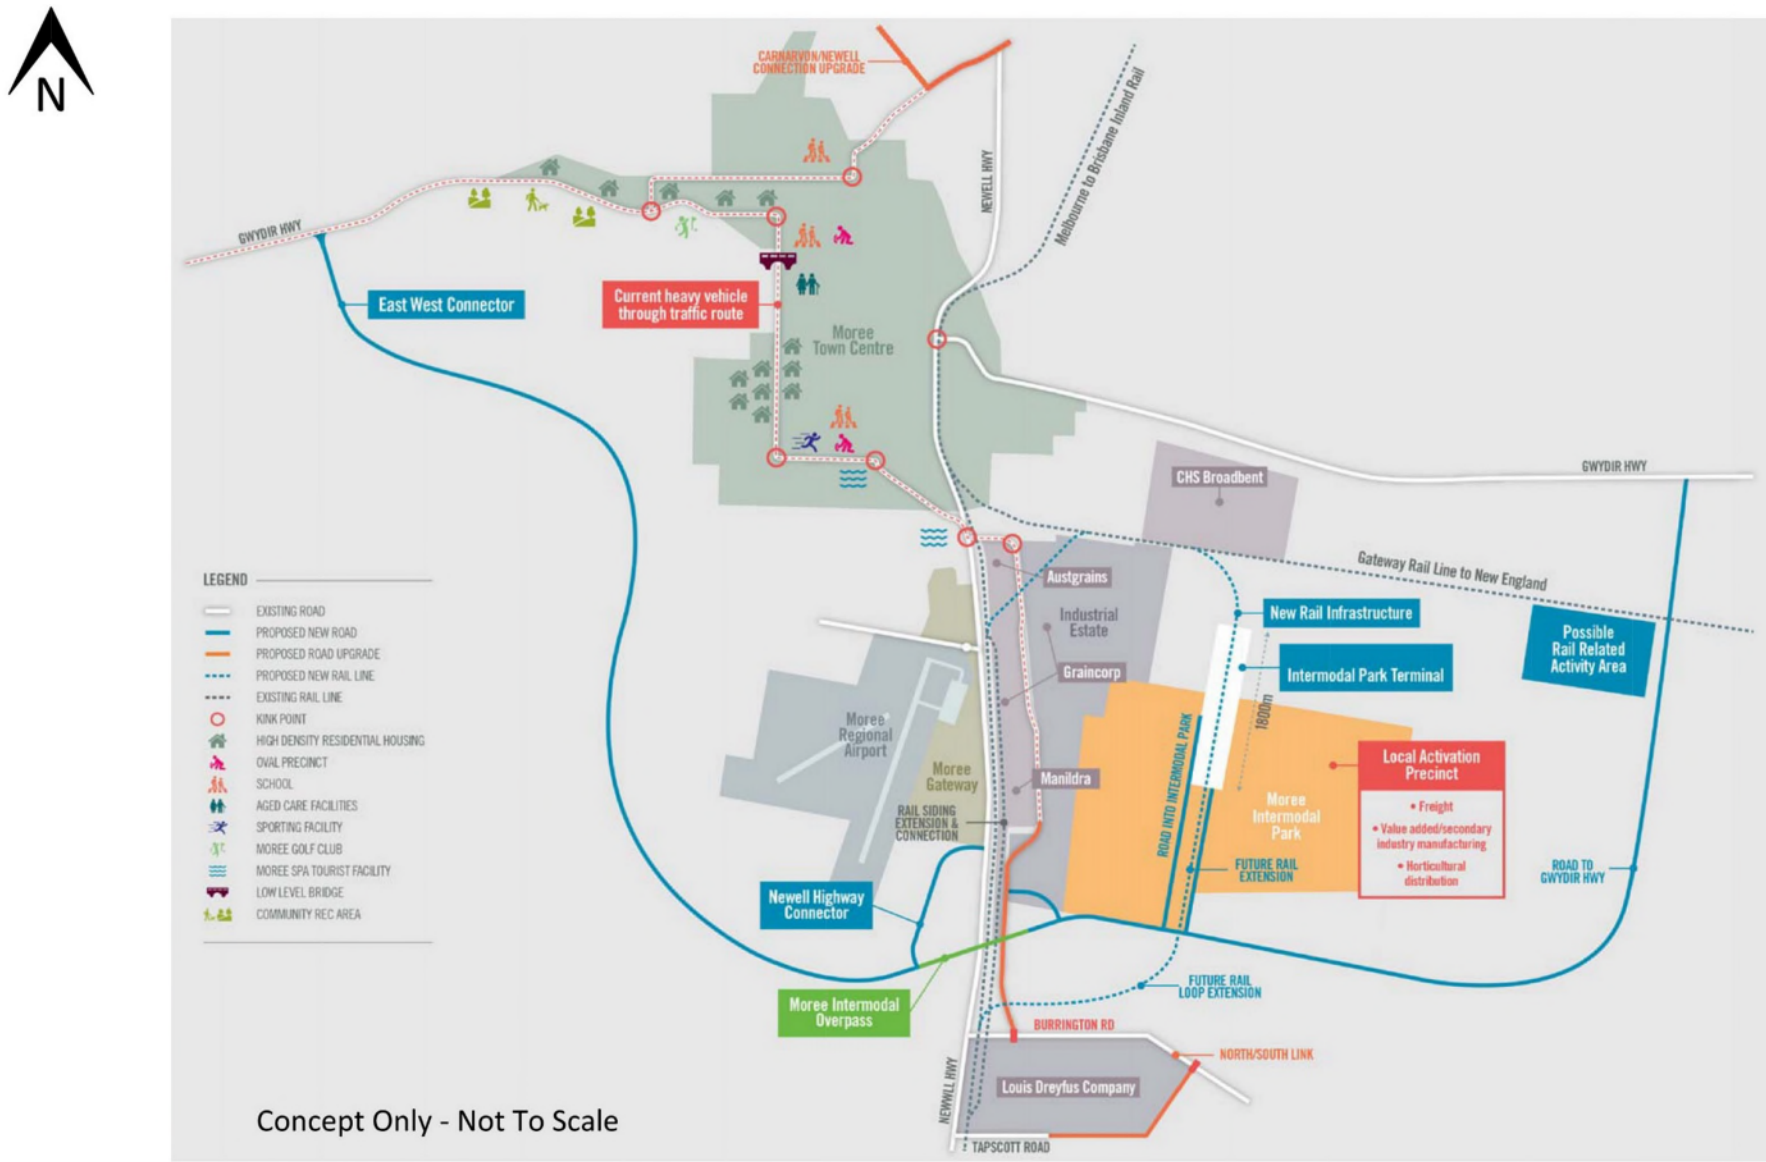 N
CARNARVON/NEWELL
CONNECTION UPGRADE
NEWELL HWY
Melbourne to Brisbane Inland Rail
GWYDIR HWY
East West Connector
Current heavy vehicle
through traffic route
Moree
Town Centre
CHS Broadbent
GWYDIR HWY
Gateway Rail Line to New England
Austgrains
Industrial
Estate
Graincorp
New Rail Infrastructure
Intermodal Park Terminal
Possible
Rail Related
Activity Area
1800m
LEGEND
EXISTING ROAD
PROPOSED NEW ROAD
PROPOSED ROAD UPGRADE
PROPOSED NEW RAIL LINE
EXISTING RAIL LINE
KINK POINT
HIGH DENSITY RESIDENTIAL HOUSING
OVAL PRECINCT
SCHOOL
AGED CARE FACILITIES
SPORTING FACILITY
MOREE GOLF CLUB
MOREE SPA TOURIST FACILITY
LOW LEVEL BRIDGE
COMMUNITY REC AREA
Moree
Regional
Airport
Moree
Gateway
Manildra
RAIL SIDING
EXTENSION &
CONNECTION
ROAD INTO INTERMODAL PARK
Moree
Intermodal
Park
Local Activation
Precinct
• Freight
• Value added/secondary
industry manufacturing
• Horticultural
distribution
FUTURE RAIL
EXTENSION
ROAD TO
GWYDIR HWY
Newell Highway
Connector
Moree Intermodal
Overpass
FUTURE RAIL
LOOP EXTENSION
BURRINGTON RD
NORTH/SOUTH LINK
Louis Dreyfus Company
NEWWLL HWY
TAPSCOTT ROAD
Concept Only - Not To Scale